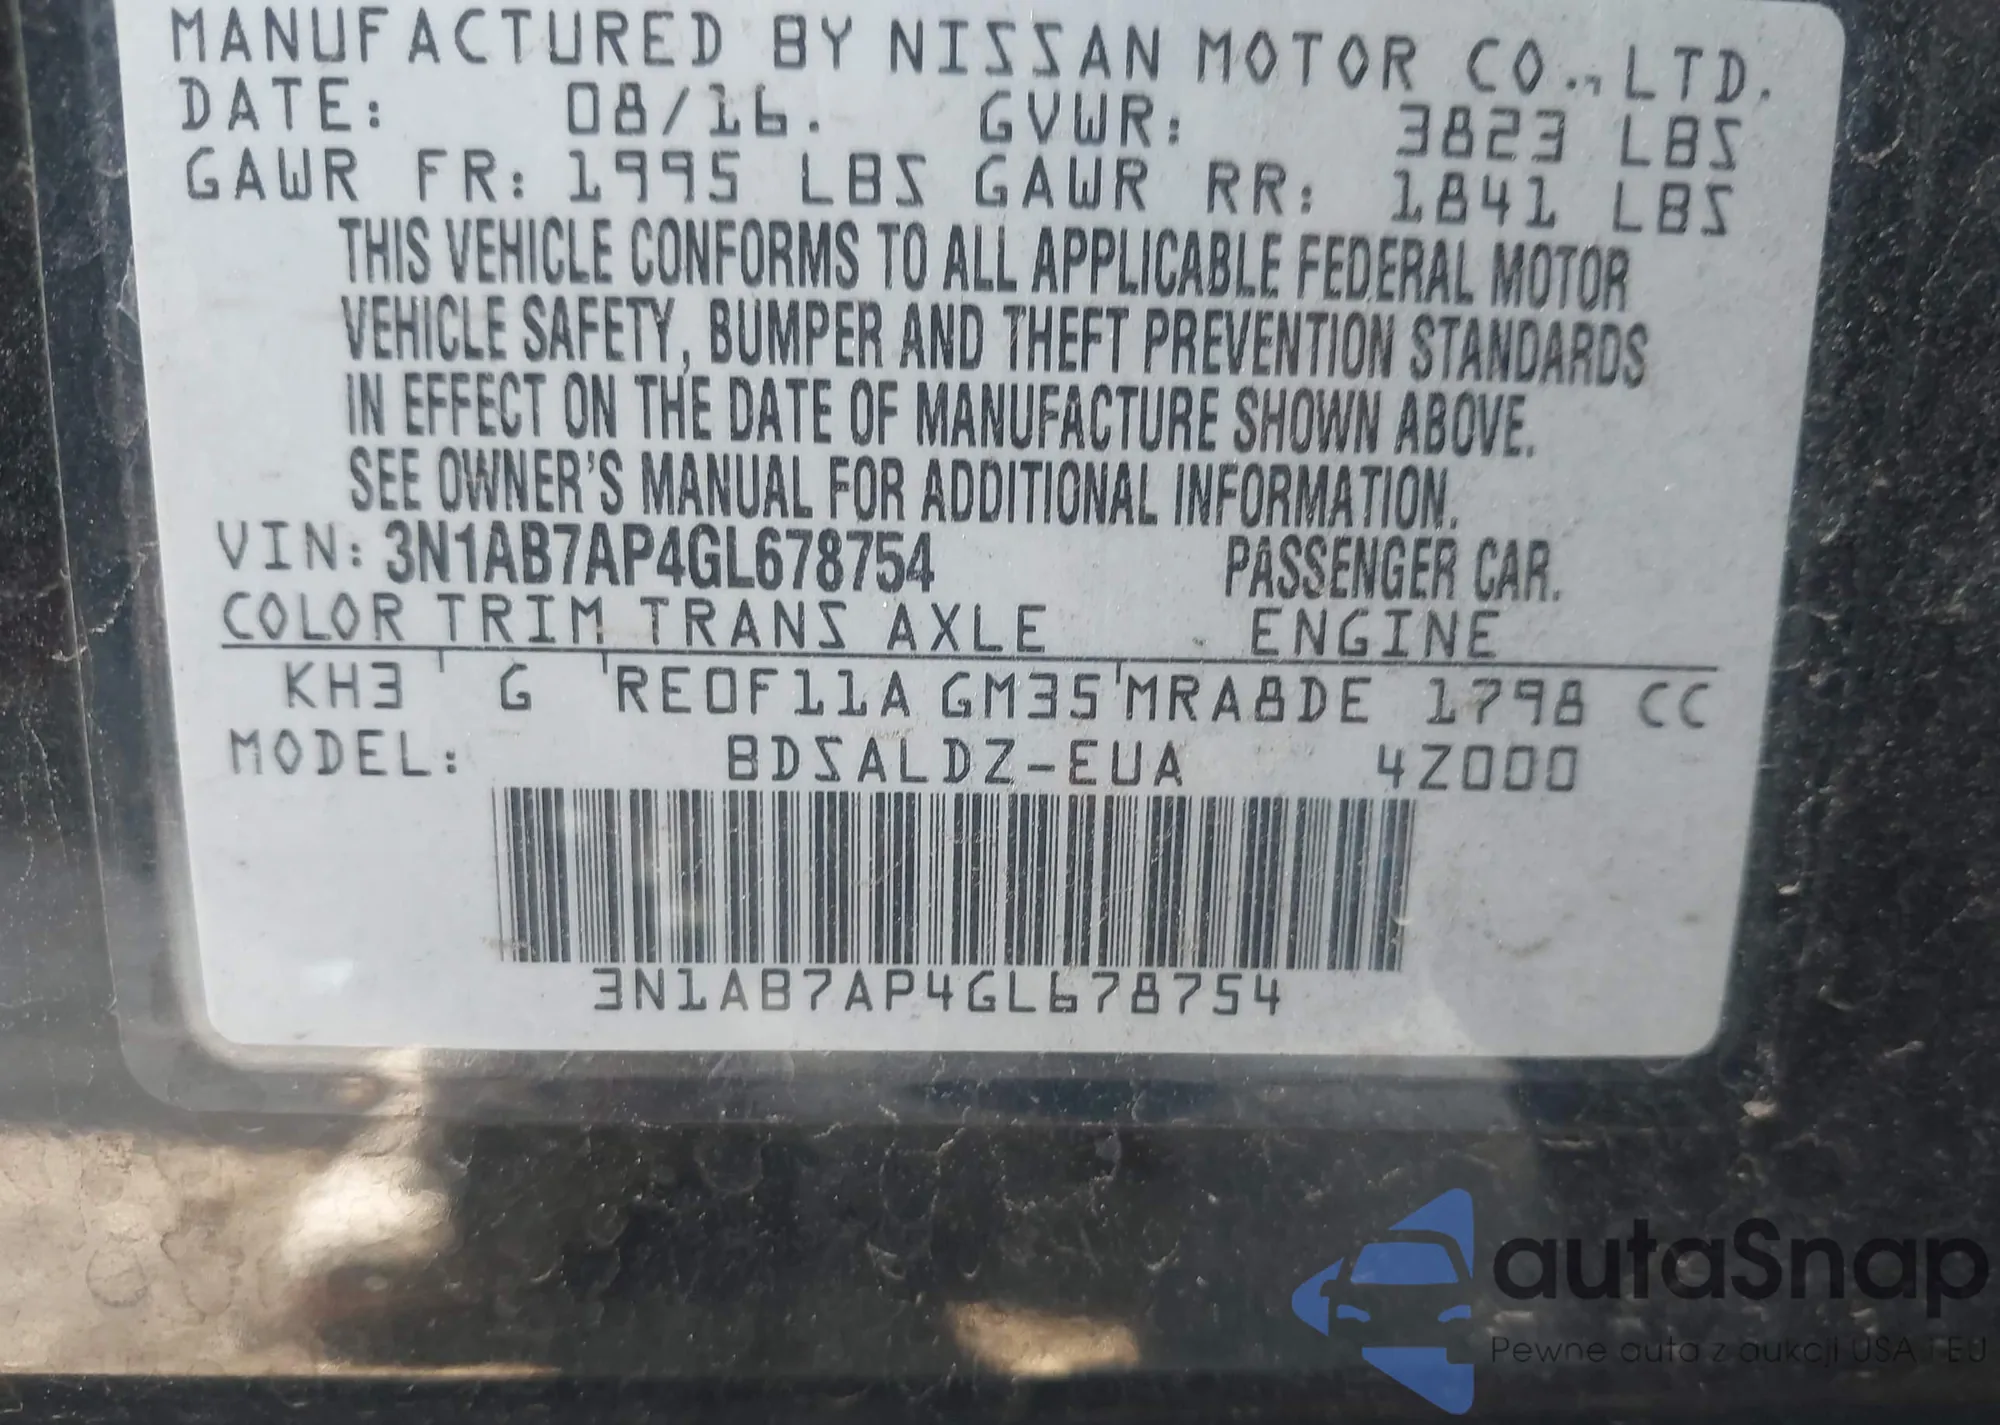 MANUFACTURED BY NISSAN MOTOR CO., LTD.
DATE: 08/16. GVWR: 3823 LBS
GAWR FR: 1995 LBS GAWR RR: 1841 LBS
THIS VEHICLE CONFORMS TO ALL APPLICABLE FEDERAL MOTOR
VEHICLE SAFETY, BUMPER AND THEFT PREVENTION STANDARDS
IN EFFECT ON THE DATE OF MANUFACTURE SHOWN ABOVE.
SEE OWNER'S MANUAL FOR ADDITIONAL INFORMATION.
VIN: 3N1AB7AP4GL678754 PASSENGER CAR.
COLOR TRIM TRANS AXLE ENGINE
KH3 G RE0F11A GM35 MRA8DE 1798 CC
MODEL: BDSALDZ-EUA 4Z000
3N1AB7AP4GL678754
autaSnap
Pewne auta z aukcji USA i EU